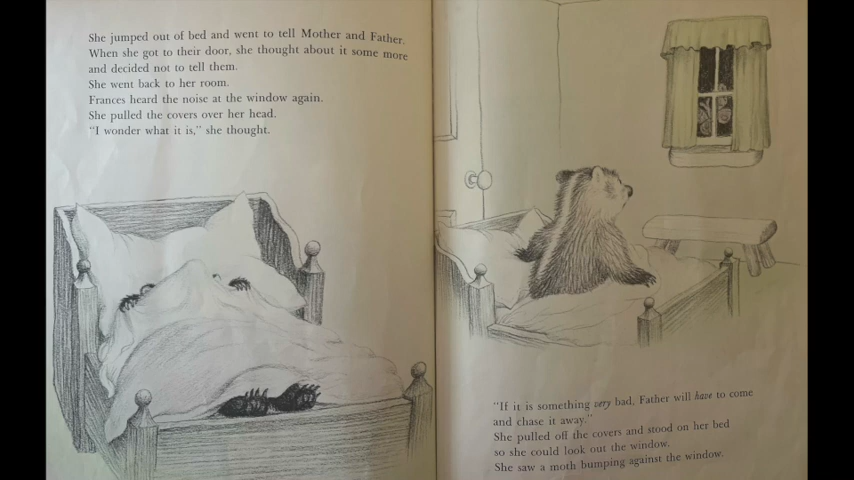 She jumped out of bed and went to tell Mother and Father.
When she got to their door, she thought about it some more
and decided not to tell them.
She went back to her room.
Frances heard the noise at the window again.
She pulled the covers over her head.
"I wonder what it is," she thought.
"If it is something very bad, Father will have to come
and chase it away."
She pulled off the covers and stood on her bed
so she could look out the window.
She saw a moth bumping against the window.